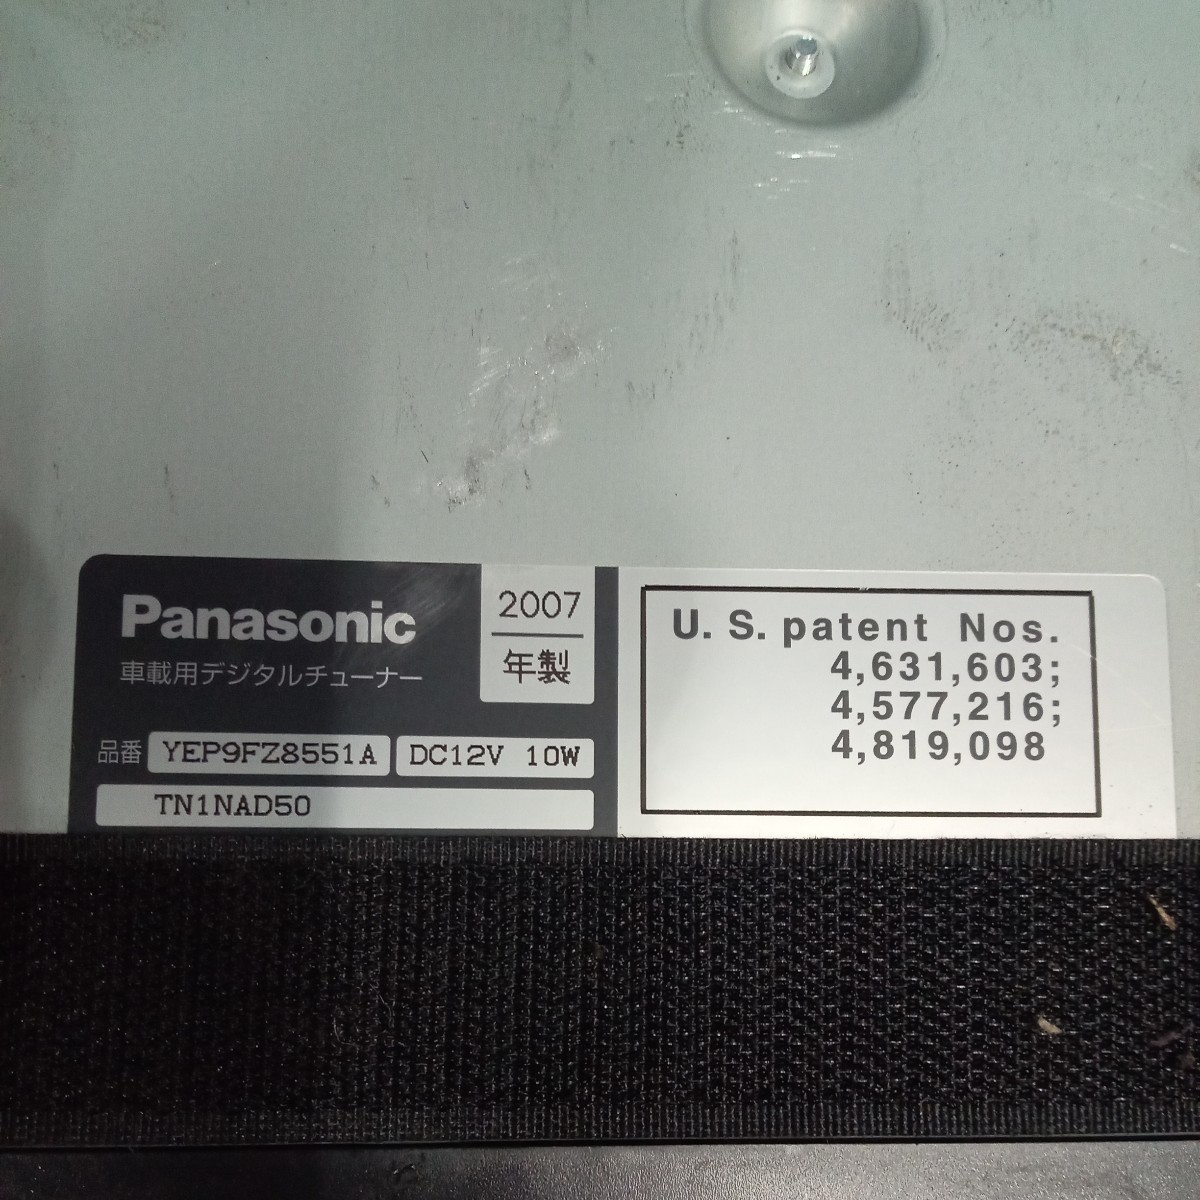 Panasonic
車載用デジタルチューナー
2007
年製
品番 YEP9FZ8551A DC12V 10W
TN1NAD50
U.S. patent Nos.
4,631,603;
4,577,216;
4,819,098